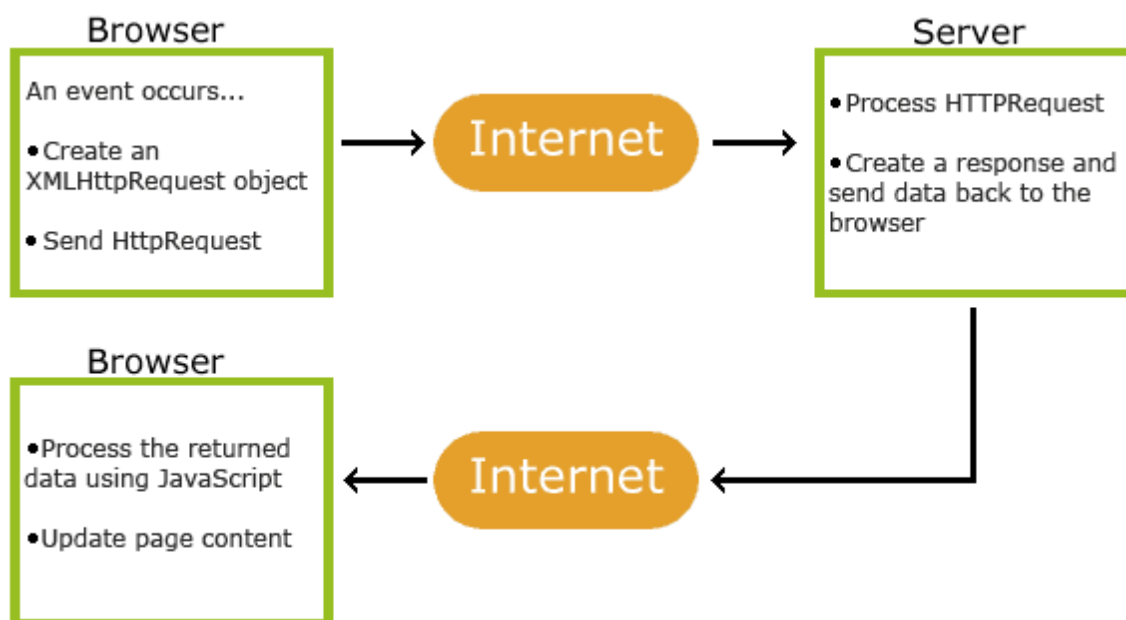 Browser
An event occurs...
•Create an
XMLHttpRequest object
• Send HttpRequest
Internet
Server
•Process HTTPRequest
•Create a response and
send data back to the
browser
Browser
•Process the returned
data using JavaScript
•Update page content
Internet